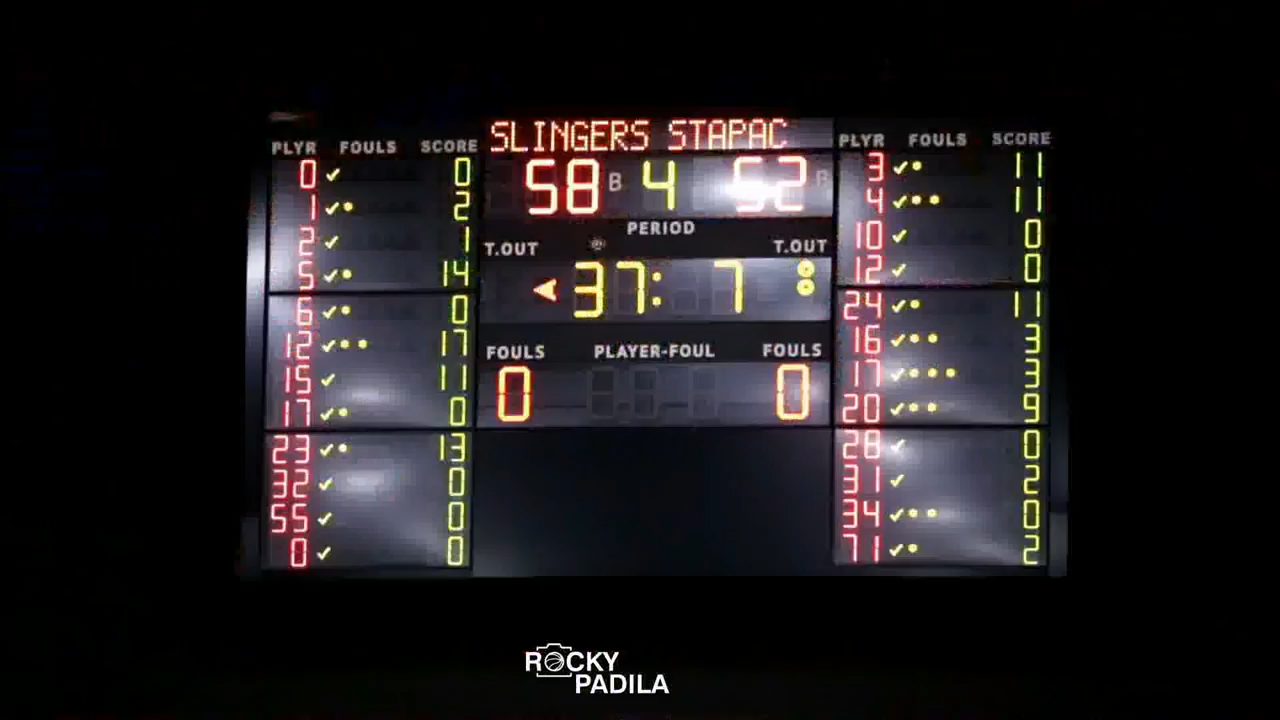 SLINGERS STAPAC
PLYR FOULS SCORE
0 0
1 2
2 1
5 14
6 0
12 17
15 11
17 0
23 13
32 0
55 0
0 0
58 B 4 52 B
PERIOD
T.OUT T.OUT
37: 7
FOULS PLAYER-FOUL FOULS
0 0
PLYR FOULS SCORE
3 11
4 11
10 0
12 0
24 11
16 3
17 3
20 9
28 0
31 2
34 0
71 2
ROCKY
PADILA